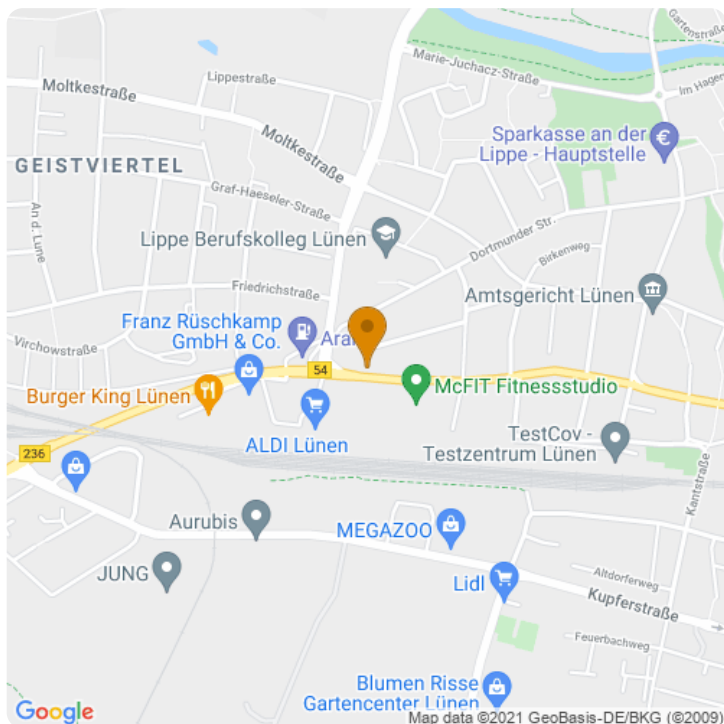 Gartenstraße
Marie-Juchacz-Straße
Im Hagen
Lippestraße
Moltkestraße
Moltkestraße
Sparkasse an der
Lippe - Hauptstelle
€
GEISTVIERTEL
Graf-Haeseler-Straße
An d. Lune
Lippe Berufskolleg Lünen
Dortmunder Str.
Birkenweg
Friedrichstraße
Amtsgericht Lünen
Franz Rüschkamp
GmbH & Co.
Aral
Virchowstraße
54
Burger King Lünen
McFIT Fitnessstudio
ALDI Lünen
TestCov -
Testzentrum Lünen
236
Kantstraße
Aurubis
MEGAZOO
JUNG
Lidl
Altdorferweg
Kupferstraße
Feuerbachweg
Blumen Risse
Gartencenter Lünen
Google
Map data ©2021 GeoBasis-DE/BKG (©2009)